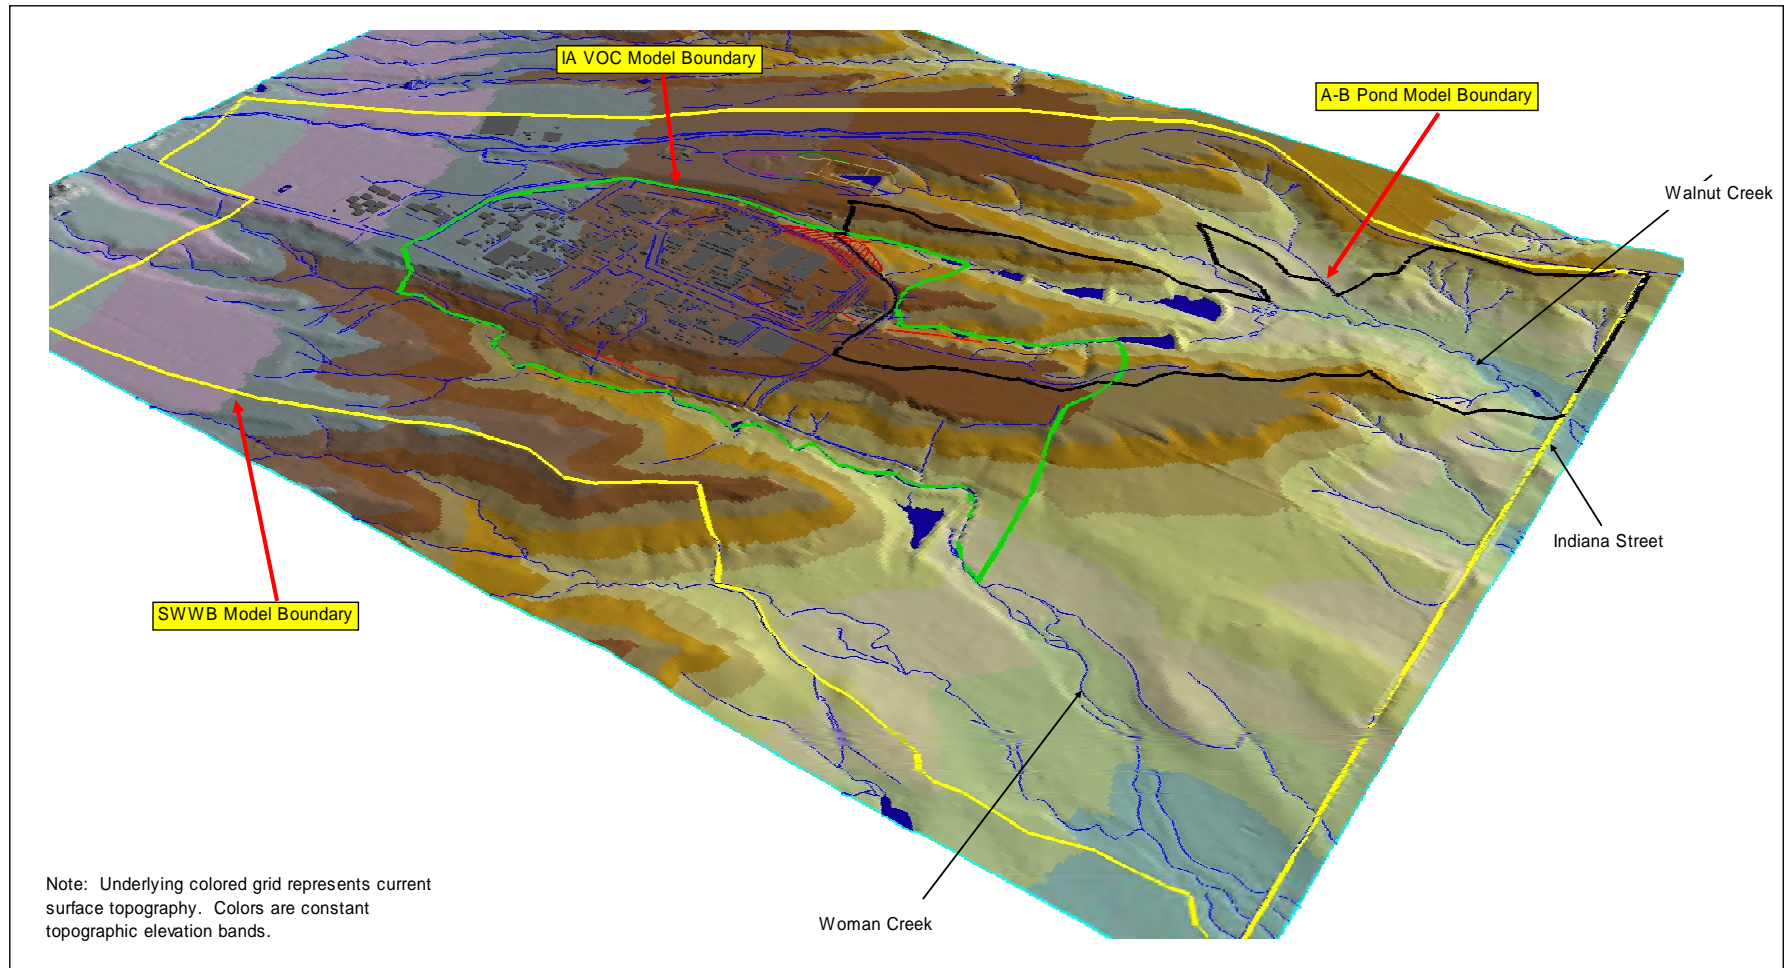 IA VOC Model Boundary
A-B Pond Model Boundary
Walnut Creek
Indiana Street
SWWB Model Boundary
Woman Creek
Note: Underlying colored grid represents current
surface topography. Colors are constant
topographic elevation bands.